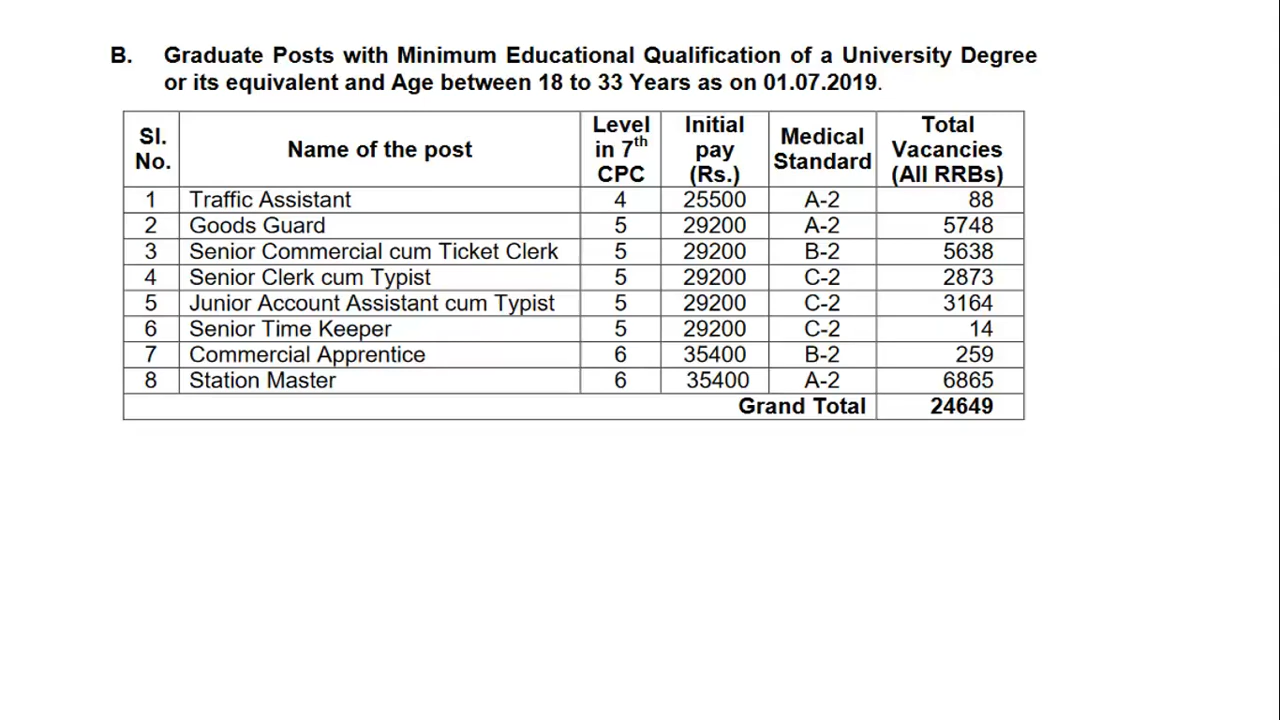 B. Graduate Posts with Minimum Educational Qualification of a University Degree
or its equivalent and Age between 18 to 33 Years as on 01.07.2019.
Sl. No. Name of the post Level in 7th CPC Initial pay (Rs.) Medical Standard Total Vacancies (All RRBs)
1 Traffic Assistant 4 25500 A-2 88
2 Goods Guard 5 29200 A-2 5748
3 Senior Commercial cum Ticket Clerk 5 29200 B-2 5638
4 Senior Clerk cum Typist 5 29200 C-2 2873
5 Junior Account Assistant cum Typist 5 29200 C-2 3164
6 Senior Time Keeper 5 29200 C-2 14
7 Commercial Apprentice 6 35400 B-2 259
8 Station Master 6 35400 A-2 6865
Grand Total 24649